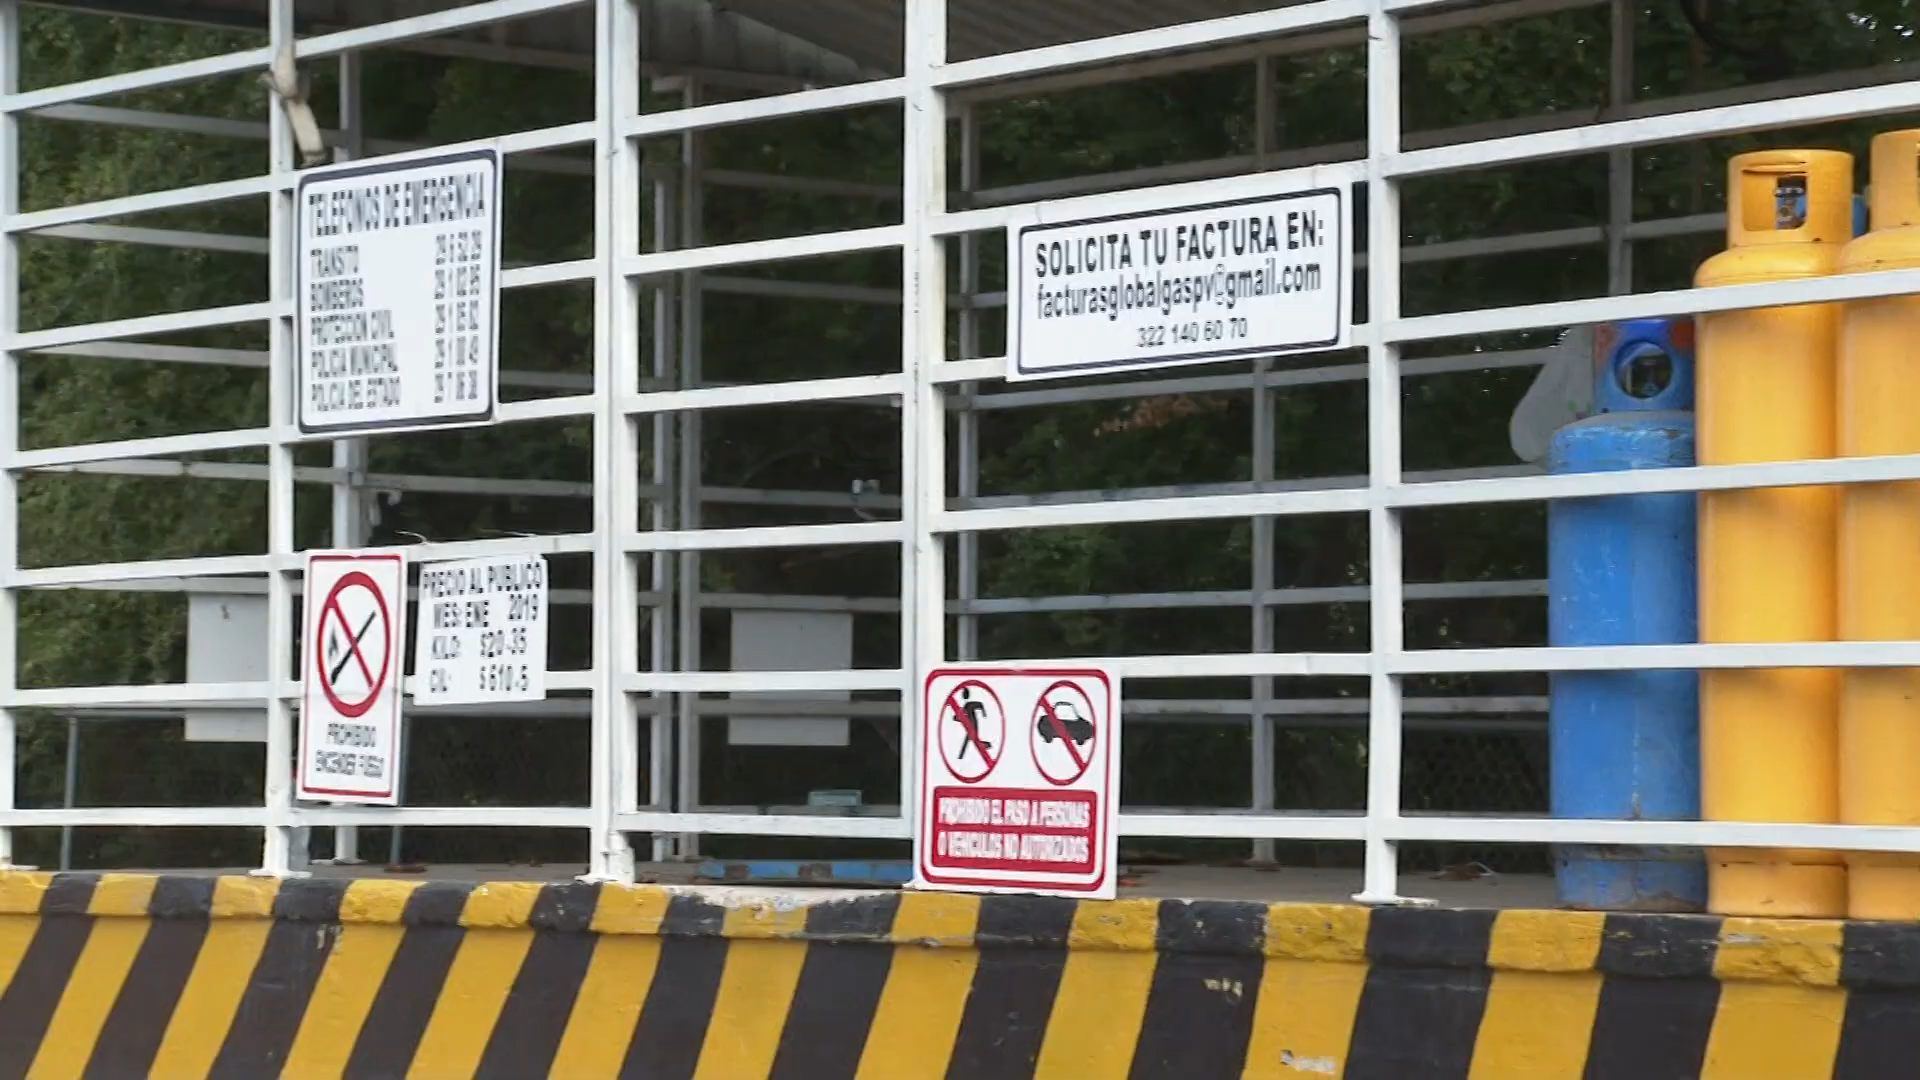 TELEFONOS DE EMERGENCIA
TRANSITO
BOMBEROS
PROTECCION CIVIL
POLICIA MUNICIPAL
POLICIA DEL ESTADO
SOLICITA TU FACTURA EN:
facturasglobalgaspv@gmail.com
322 140 60 70
PROHIBIDO
ENCENDER FUEGO
PRECIO AL PUBLICO
MES: ENE 2019
KILO: $20.35
CIL: $610.5
PROHIBIDO EL PASO A PERSONAS
O VEHICULOS NO AUTORIZADOS